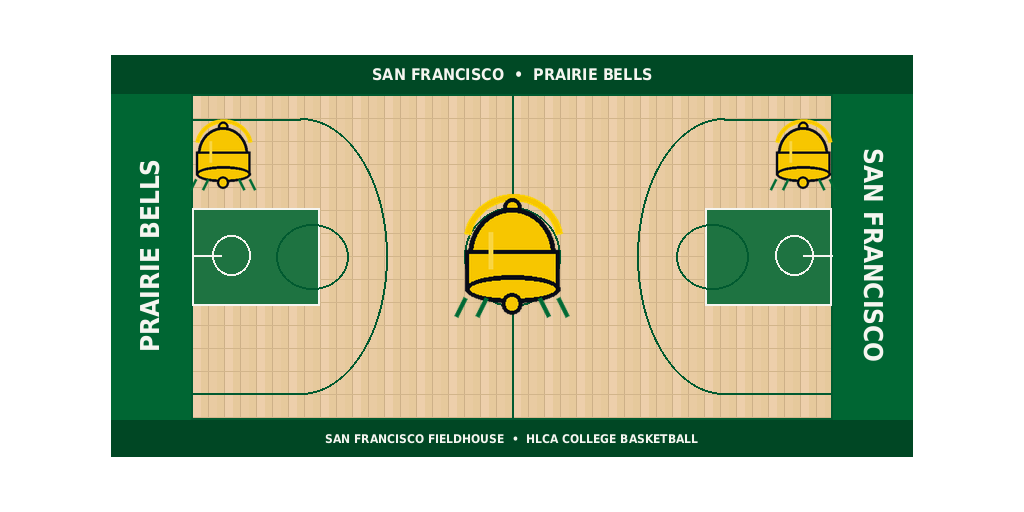 SAN FRANCISCO • PRAIRIE BELLS
PRAIRIE BELLS
SAN FRANCISCO
SAN FRANCISCO FIELDHOUSE • HLCA COLLEGE BASKETBALL